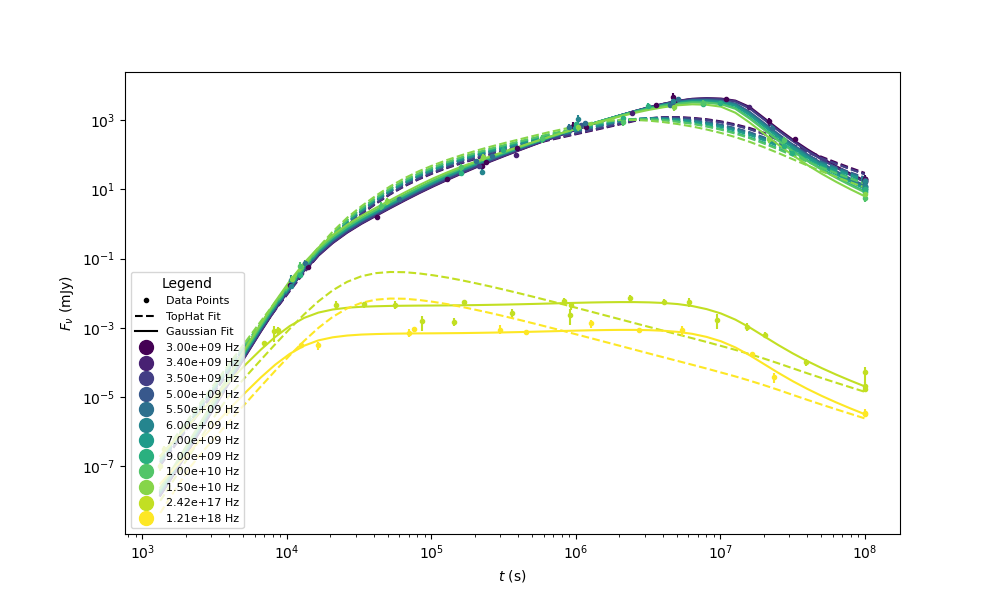 10³
10¹
10⁻¹
10⁻³
10⁻⁵
10⁻⁷
Fν (mJy)
Legend
Data Points
TopHat Fit
Gaussian Fit
3.00e+09 Hz
3.40e+09 Hz
3.50e+09 Hz
5.00e+09 Hz
5.50e+09 Hz
6.00e+09 Hz
7.00e+09 Hz
9.00e+09 Hz
1.00e+10 Hz
1.50e+10 Hz
2.42e+17 Hz
1.21e+18 Hz
10³ 10⁴ 10⁵ 10⁶ 10⁷ 10⁸
t (s)